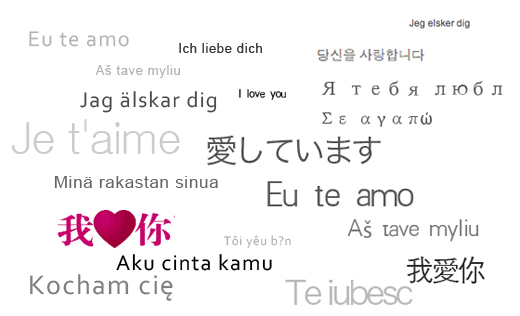 Jeg elsker dig
Eu te amo
Ich liebe dich
당신을 사랑합니다
Aš tave myliu
Jag älskar dig
I love you
Я тебя любл
Σε αγαπώ
Je t'aime
愛しています
Minä rakastan sinua
Eu te amo
我❤你
Aš tave myliu
Tôi yêu b?n
Aku cinta kamu
我愛你
Kocham cię
Te iubesc